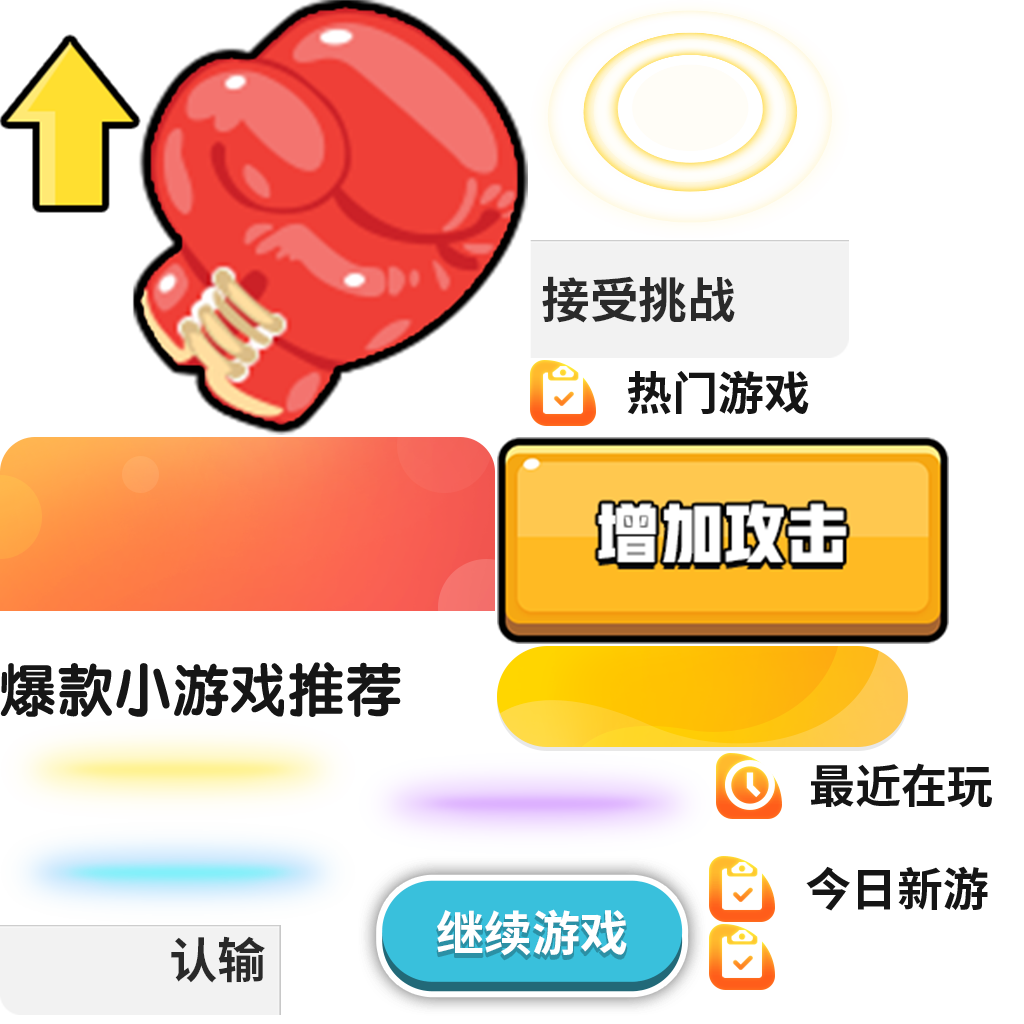 接受挑战
热门游戏
增加攻击
爆款小游戏推荐
最近在玩
今日新游
继续游戏
认输